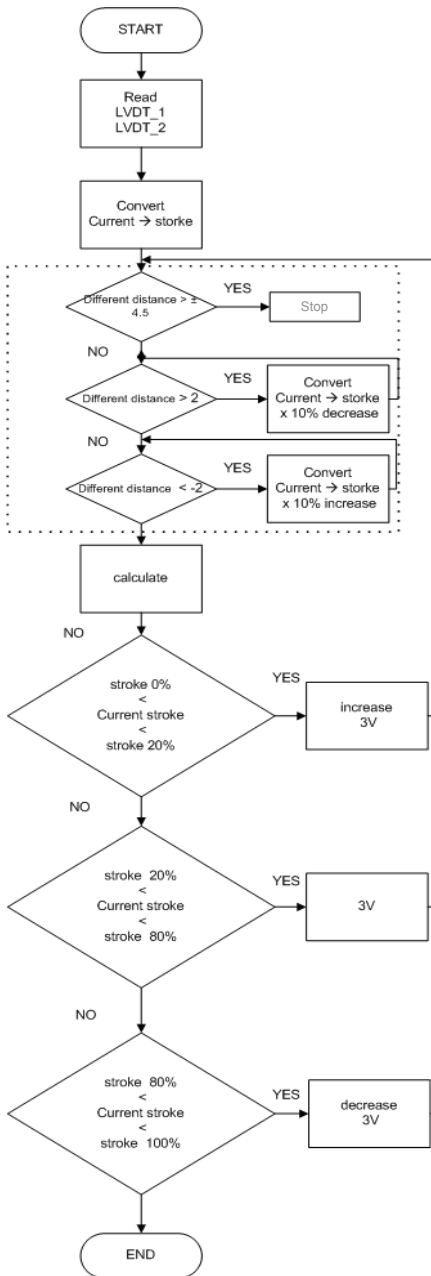 START
Read
LVDT_1
LVDT_2
Convert
Current → storke
Different distance > ±
4.5
YES
Stop
NO
Different distance > 2
YES
Convert
Current → storke
x 10% decrease
NO
Different distance < -2
YES
Convert
Current → storke
x 10% increase
calculate
NO
stroke 0%
<
Current stroke
<
stroke 20%
YES
increase
3V
NO
stroke 20%
<
Current stroke
<
stroke 80%
YES
3V
NO
stroke 80%
<
Current stroke
<
stroke 100%
YES
decrease
3V
END